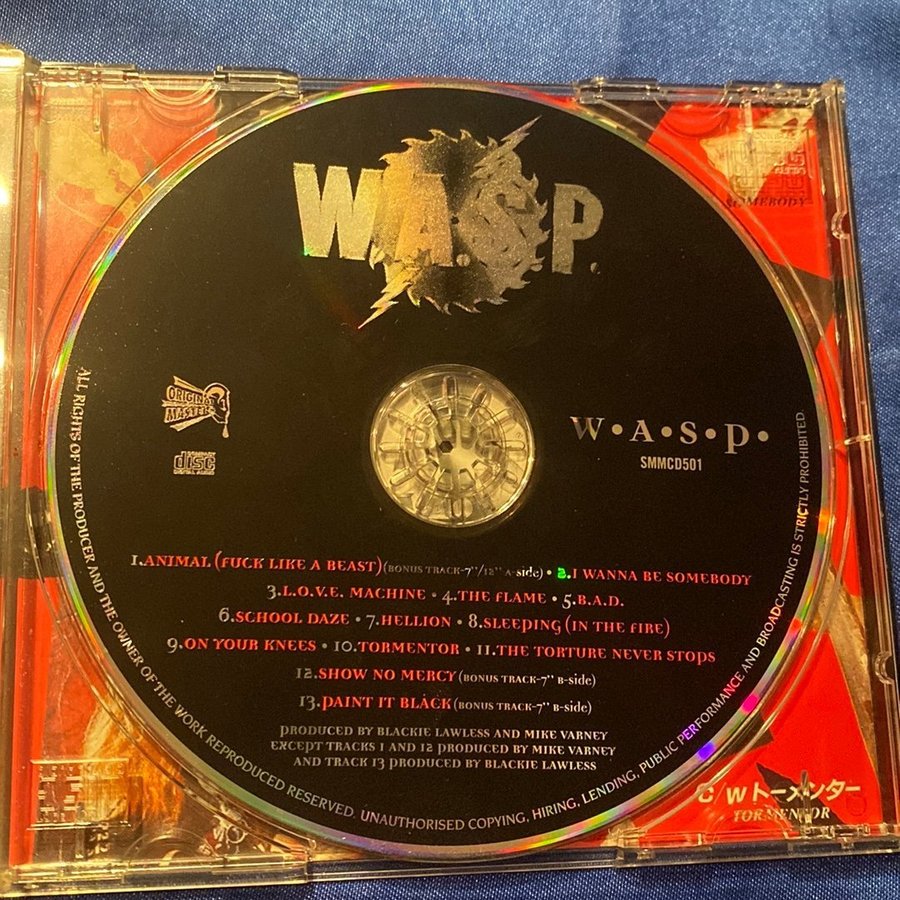 W.A.S.P.
SOMEBODY
ORIGINAL MASTERS
COMPACT
disc
DIGITAL AUDIO
W•A•S•P•
SMMCD501
1.ANIMAL (FUCK LIKE A BEAST) (BONUS TRACK-7"/12" A-side) • 2.I WANNA BE SOMEBODY
3.L.O.V.E. MACHINE • 4.THE FLAME • 5.B.A.D.
6.SCHOOL DAZE • 7.HELLION • 8.SLEEPING (IN THE FIRE)
9.ON YOUR KNEES • 10.TORMENTOR • 11.THE TORTURE NEVER STOPS
12.SHOW NO MERCY (BONUS TRACK-7" B-side)
13.PAINT IT BLACK (BONUS TRACK-7" B-side)
PRODUCED BY BLACKIE LAWLESS AND MIKE VARNEY
EXCEPT TRACKS 1 AND 12 PRODUCED BY MIKE VARNEY
AND TRACK 13 PRODUCED BY BLACKIE LAWLESS
ALL RIGHTS OF THE PRODUCER AND THE OWNER OF THE WORK REPRODUCED RESERVED. UNAUTHORISED COPYING, HIRING, LENDING, PUBLIC PERFORMANCE AND BROADCASTING IS STRICTLY PROHIBITED
C/W トーメンター
TORMENTOR